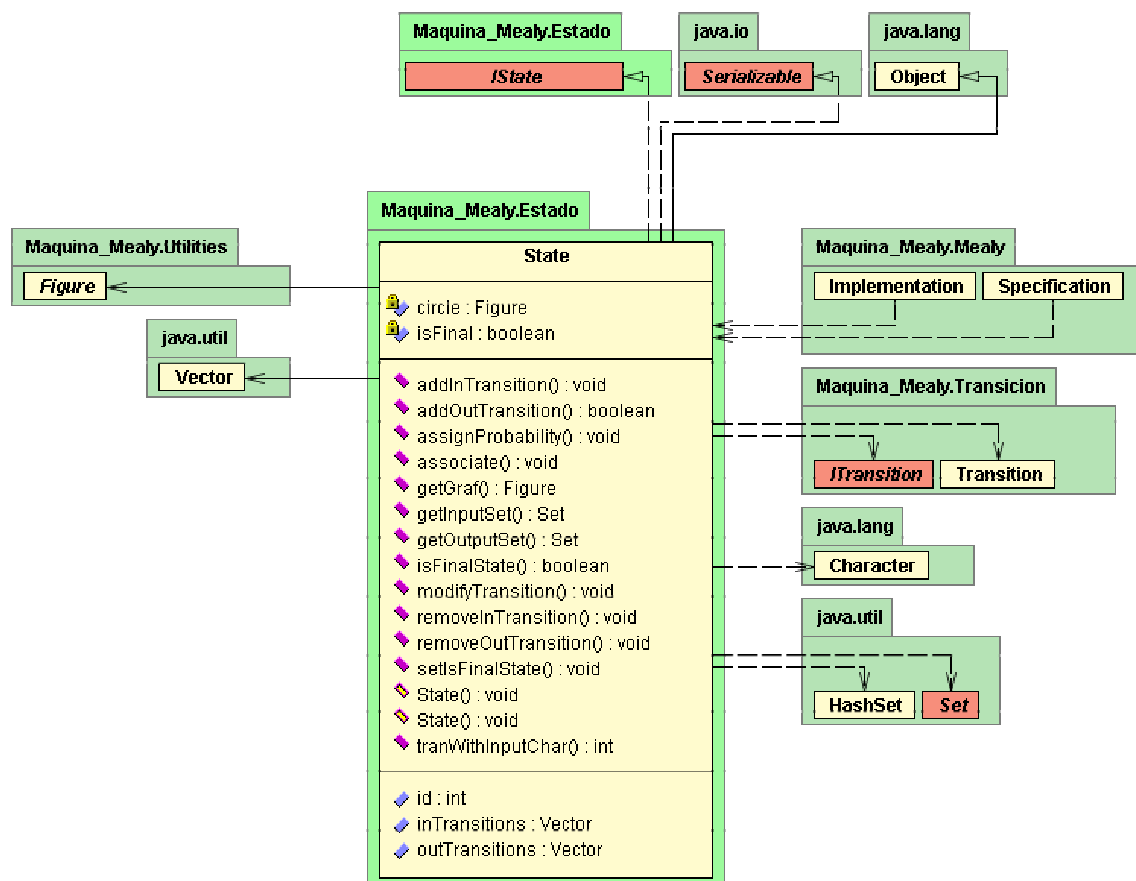 Maquina_Mealy.Estado
IState
java.io
Serializable
java.lang
Object
Maquina_Mealy.Estado
State
circle : Figure
isFinal : boolean
addInTransition() : void
addOutTransition() : boolean
assignProbability() : void
associate() : void
getGraf() : Figure
getInputSet() : Set
getOutputSet() : Set
isFinalState() : boolean
modifyTransition() : void
removeInTransition() : void
removeOutTransition() : void
setIsFinalState() : void
State() : void
State() : void
tranWithInputChar() : int
id : int
inTransitions : Vector
outTransitions : Vector
Maquina_Mealy.Utilities
Figure
java.util
Vector
Maquina_Mealy.Mealy
Implementation
Specification
Maquina_Mealy.Transicion
ITransition
Transition
java.lang
Character
java.util
HashSet
Set